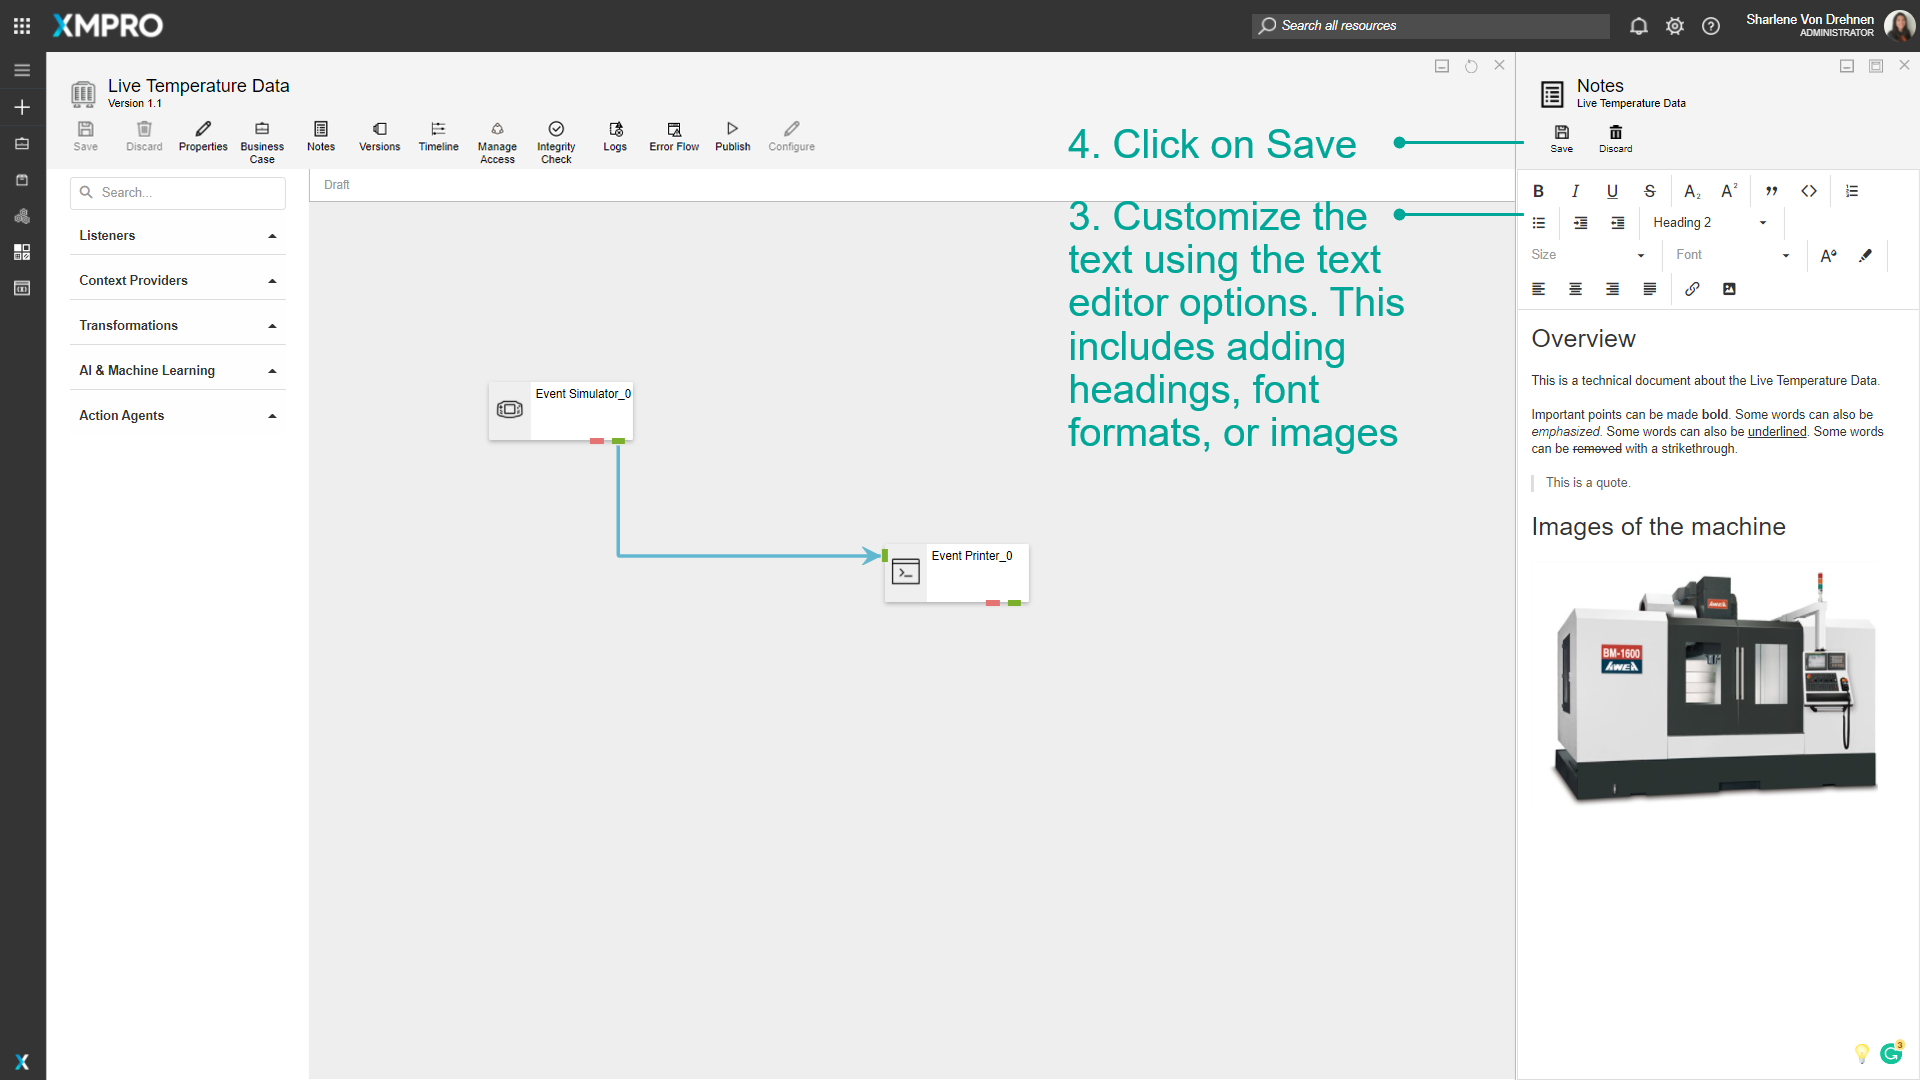 XMPRO
Search all resources
Sharlene Von Drehnen
ADMINISTRATOR
Live Temperature Data
Version 1.1
Save
Discard
Properties
Business
Case
Notes
Versions
Timeline
Manage
Access
Integrity
Check
Logs
Error Flow
Publish
Configure
Search...
Listeners
Context Providers
Transformations
AI & Machine Learning
Action Agents
Draft
Event Simulator_0
Event Printer_0
4. Click on Save
3. Customize the
text using the text
editor options. This
includes adding
headings, font
formats, or images
Notes
Live Temperature Data
Save
Discard
Heading 2
Size
Font
Overview
This is a technical document about the Live Temperature Data.
Important points can be made bold. Some words can also be
emphasized. Some words can also be underlined. Some words
can be removed with a strikethrough.
This is a quote.
Images of the machine
BM-1600
AWEA
3